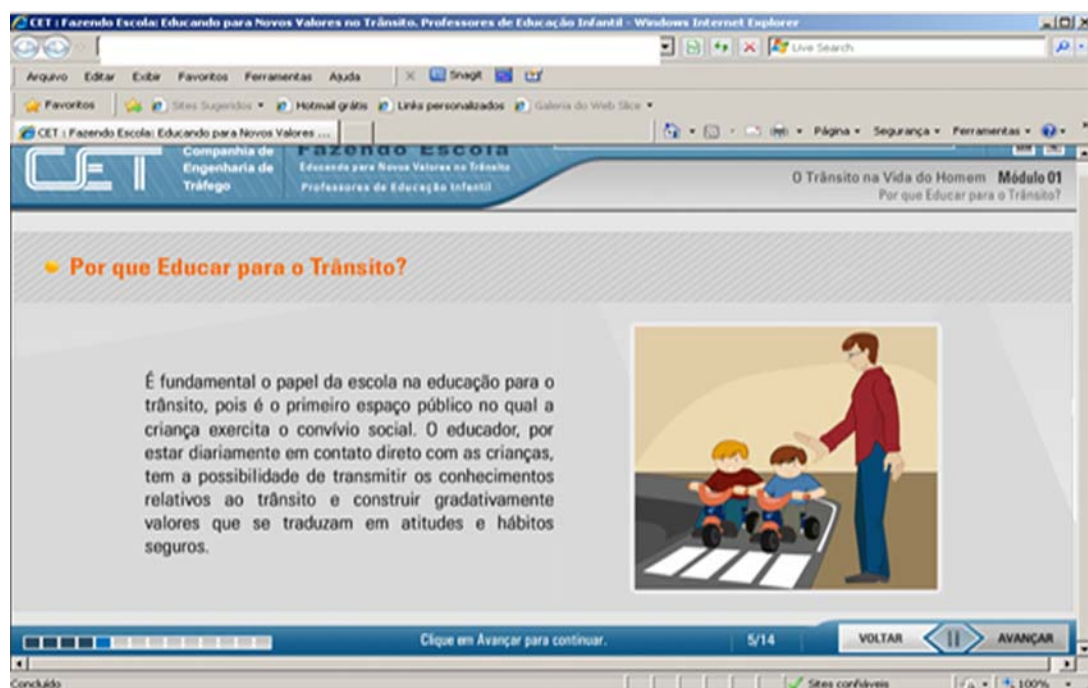 CET : Fazendo Escola: Educando para Novos Valores no Trânsito. Professores de Educação Infantil - Windows Internet Explorer
Live Search
Arquivo Editar Exibir Favoritos Ferramentas Ajuda Snagit
Favoritos Sites Sugeridos Hotmail grátis Links personalizados Galeria do Web Slice
CET : Fazendo Escola: Educando para Novos Valores ... Página Segurança Ferramentas
CET
Companhia de
Engenharia de
Tráfego
Fazendo Escola
Educando para Novos Valores no Trânsito
Professores de Educação Infantil
O Trânsito na Vida do Homem Módulo 01
Por que Educar para o Trânsito?
Por que Educar para o Trânsito?
É fundamental o papel da escola na educação para o
trânsito, pois é o primeiro espaço público no qual a
criança exercita o convívio social. O educador, por
estar diariamente em contato direto com as crianças,
tem a possibilidade de transmitir os conhecimentos
relativos ao trânsito e construir gradativamente
valores que se traduzam em atitudes e hábitos
seguros.
Clique em Avançar para continuar. 5/14 VOLTAR AVANÇAR
Concluído Sites confiáveis 100%